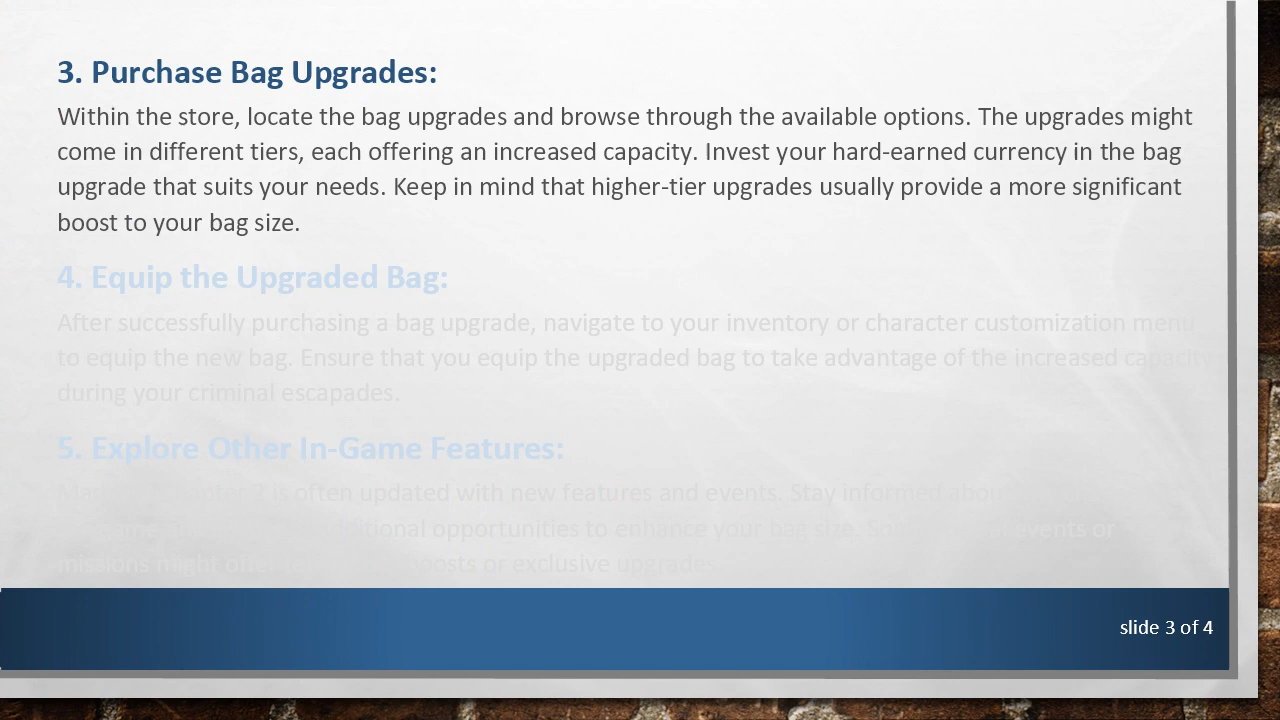 3. Purchase Bag Upgrades:
Within the store, locate the bag upgrades and browse through the available options. The upgrades might
come in different tiers, each offering an increased capacity. Invest your hard-earned currency in the bag
upgrade that suits your needs. Keep in mind that higher-tier upgrades usually provide a more significant
boost to your bag size.
4. Equip the Upgraded Bag:
After successfully purchasing a bag upgrade, navigate to your inventory or character customization menu
to equip the new bag. Ensure that you equip the upgraded bag to take advantage of the increased capacity
during your criminal escapades.
5. Explore Other In-Game Features:
is often updated with new features and events. Stay informed about
opportunities to enhance your bag size. events or
missions might or exclusive upgrades.
slide 3 of 4